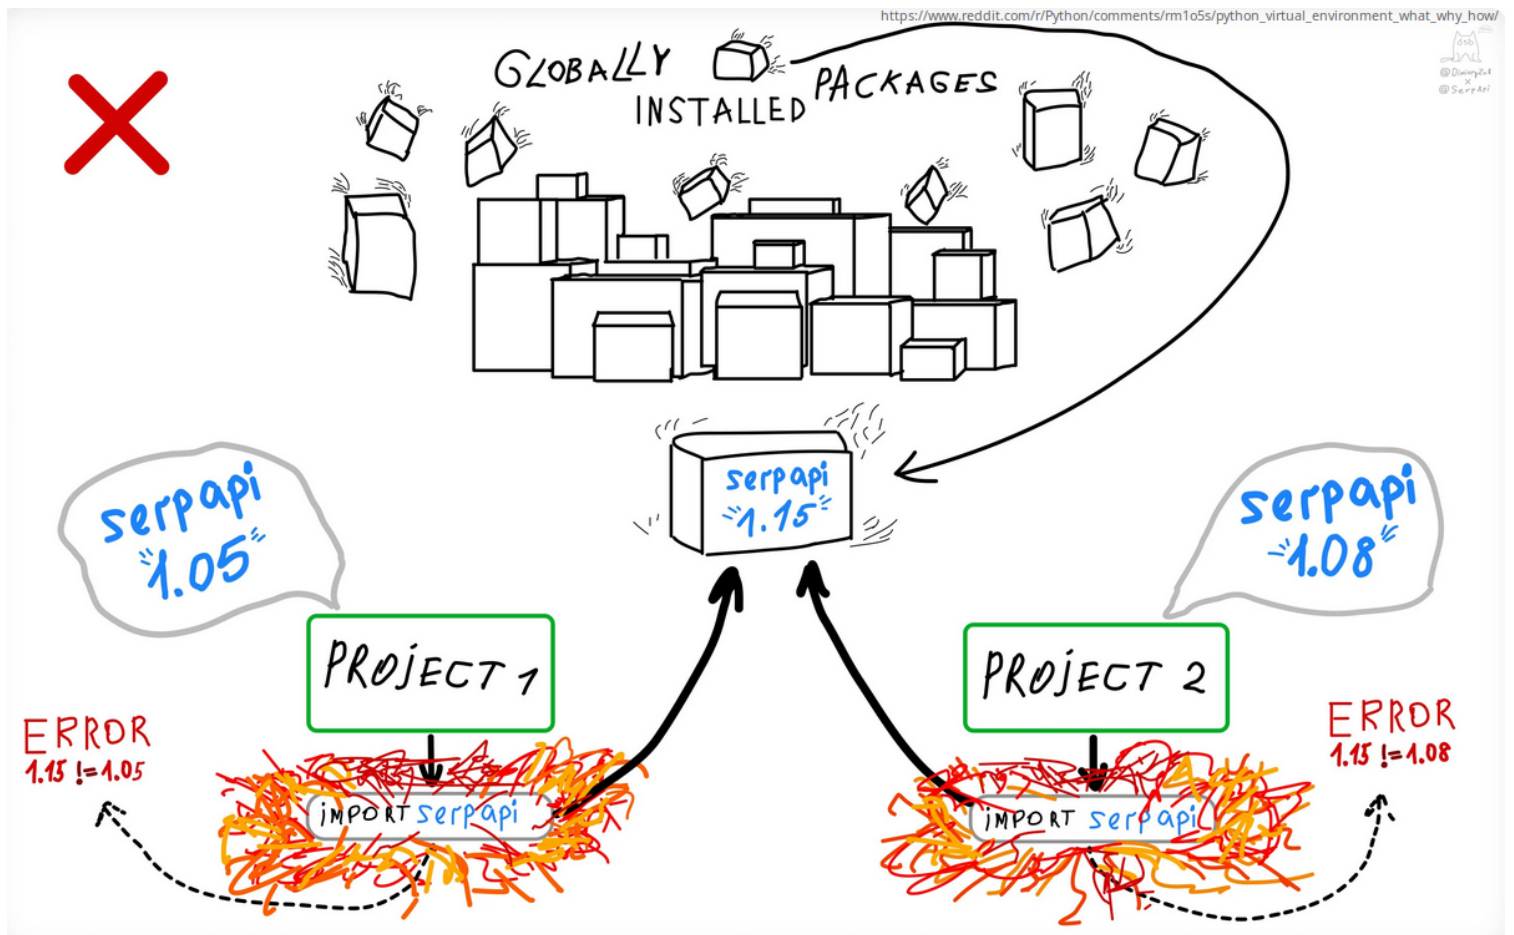 https://www.reddit.com/r/Python/comments/rm1o5s/python_virtual_environment_what_why_how/
GLOBALLY
INSTALLED
PACKAGES
x
@SerpApi
serpapi
1.15
serpapi
1.05
serpapi
1.08
PROJECT 1
PROJECT 2
ERROR
1.15 != 1.05
ERROR
1.15 != 1.08
IMPORT serpapi
IMPORT serpapi